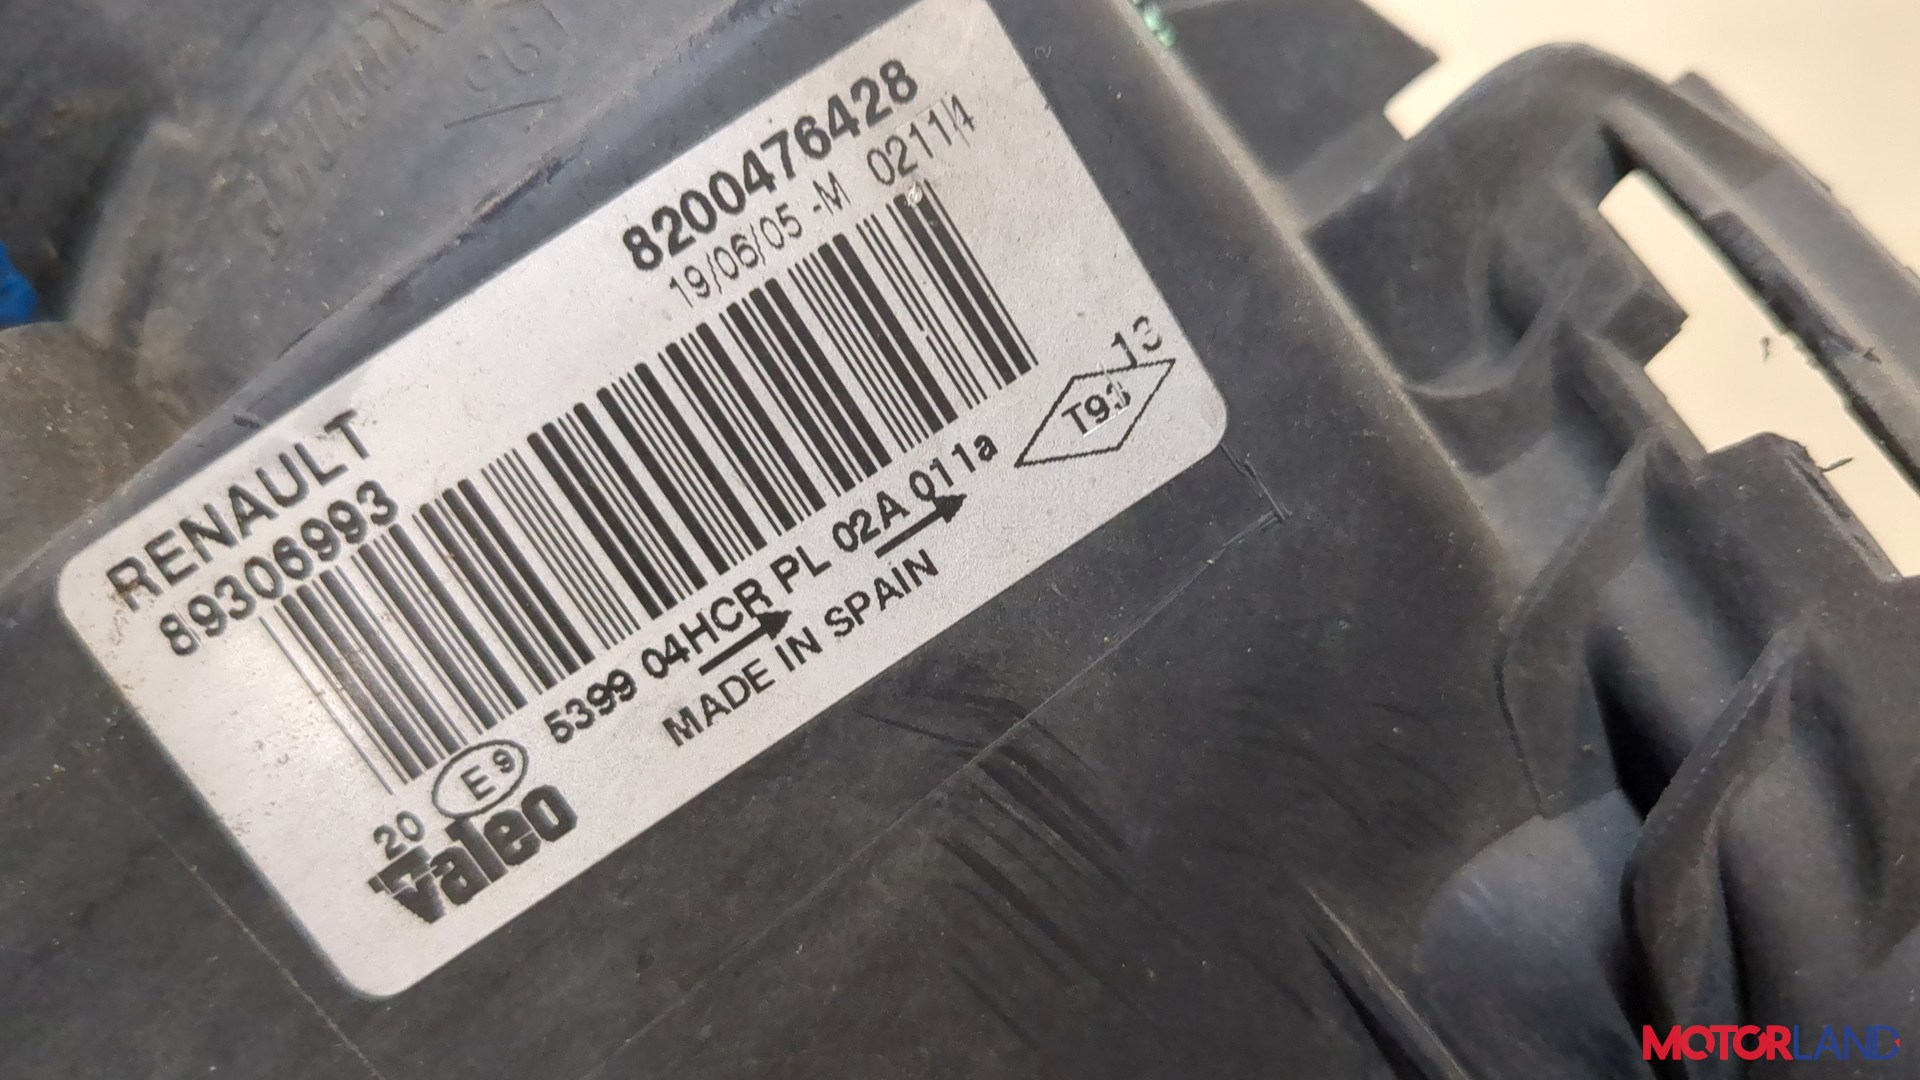 8200476428
19/06/05 -M 02111/4
RENAULT
89306993
13
T93
5399 04HCR PL 02A 011a
MADE IN SPAIN
20 E9
Valeo
MOTORLAND